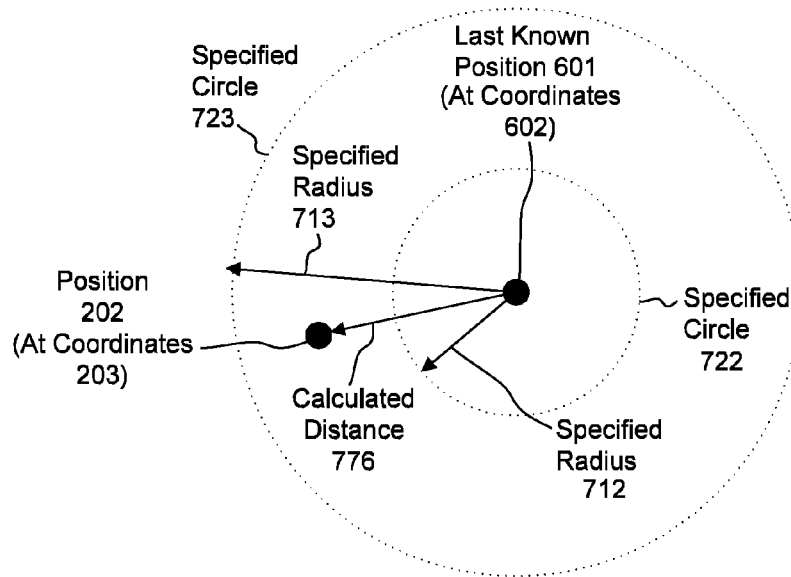 Specified
Circle
723
Last Known
Position 601
(At Coordinates
602)
Specified
Radius
713
Position
202
(At Coordinates
203)
Specified
Circle
722
Calculated
Distance
776
Specified
Radius
712